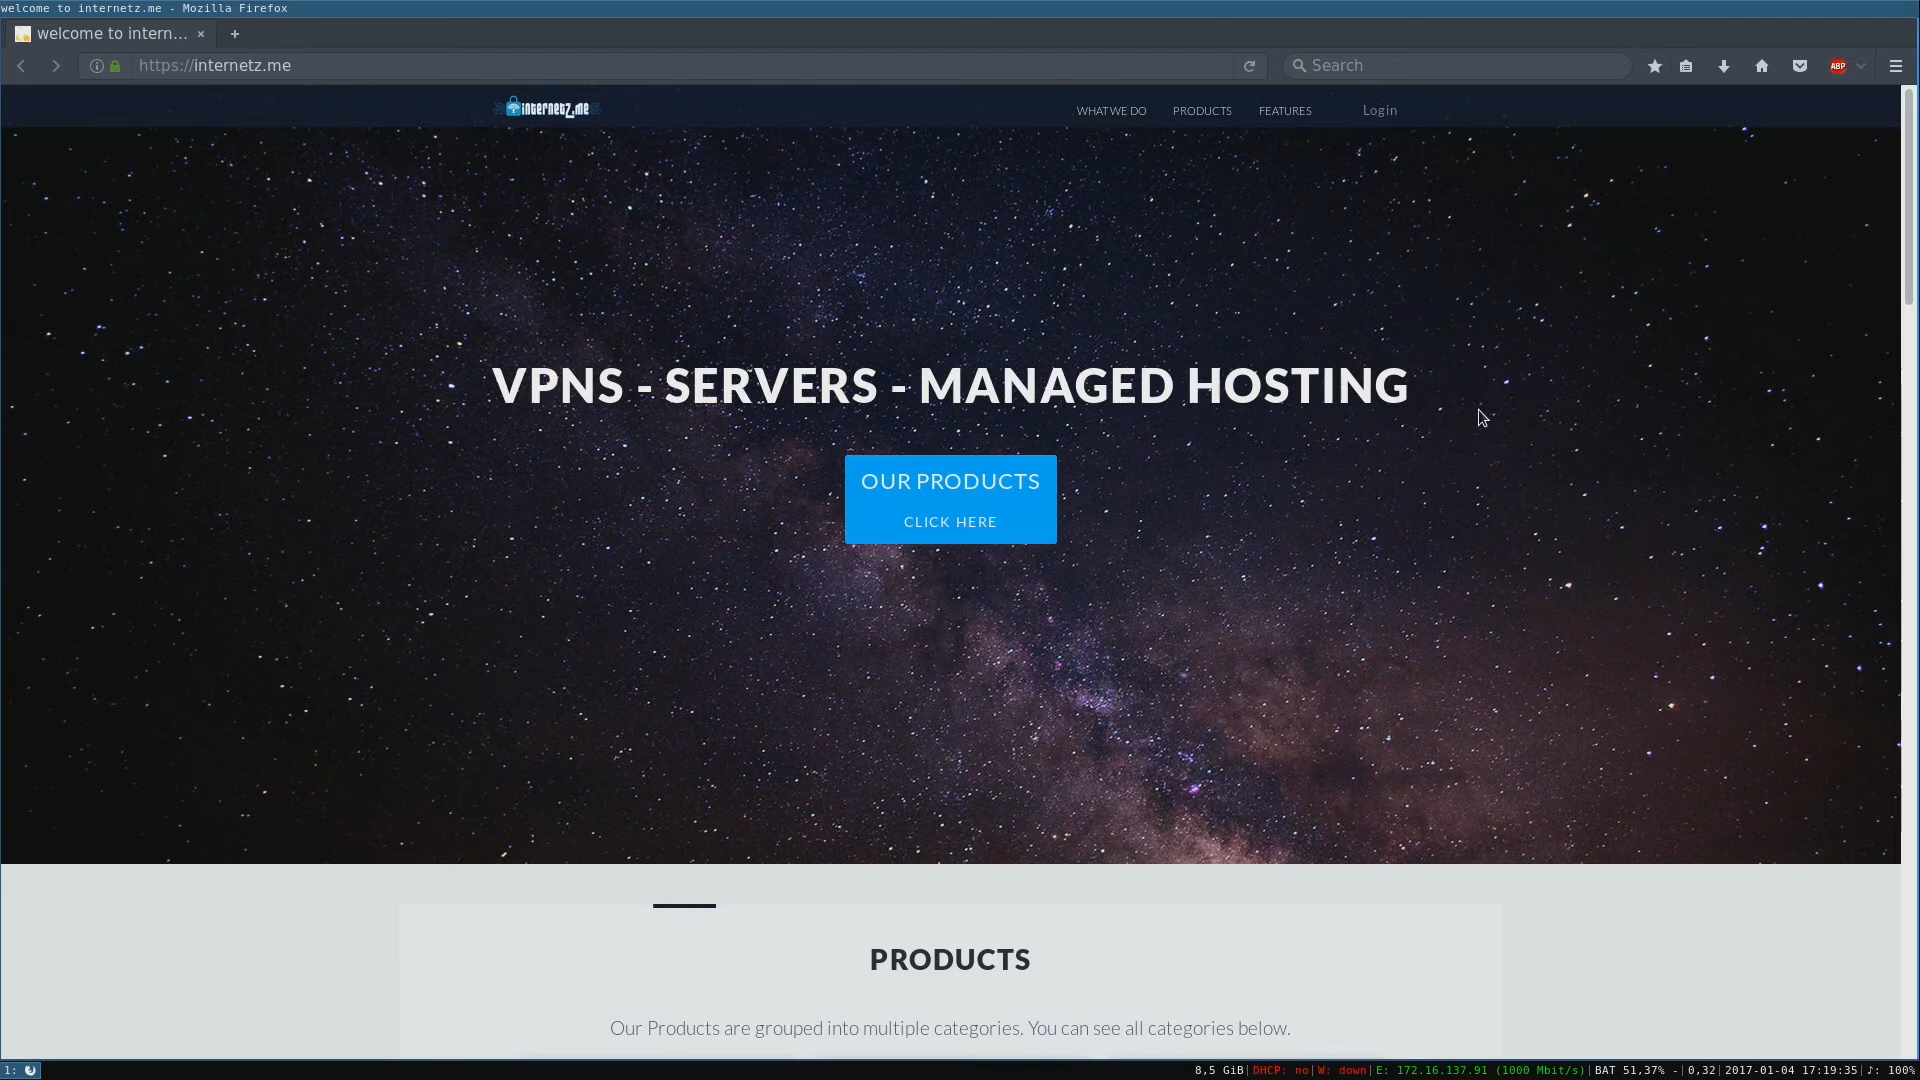 welcome to internetz.me - Mozilla Firefox
welcome to intern...
https://internetz.me
Search
ABP
internetz.me
WHAT WE DO
PRODUCTS
FEATURES
Login
VPNS - SERVERS - MANAGED HOSTING
OUR PRODUCTS
CLICK HERE
PRODUCTS
Our Products are grouped into multiple categories. You can see all categories below.
1:
8,5 GiB|DHCP: no|W: down|E: 172.16.137.91 (1000 Mbit/s)|BAT 51,37% -|0,32|2017-01-04 17:19:35|♪: 100%